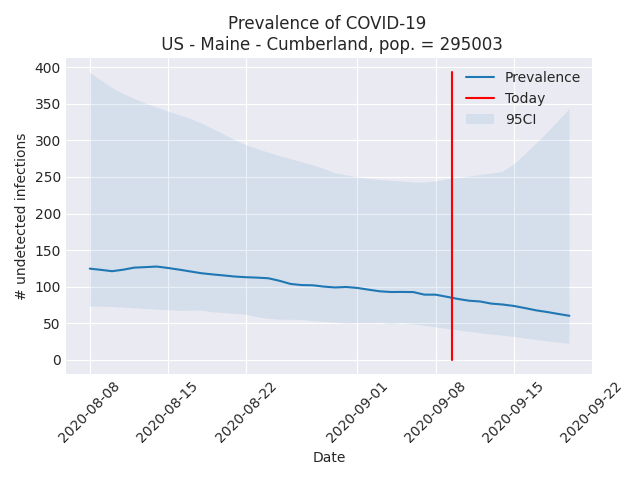 Prevalence of COVID-19
US - Maine - Cumberland, pop. = 295003
400
350
300
250
200
150
100
50
0
# undetected infections
Prevalence
Today
95CI
2020-08-08
2020-08-15
2020-08-22
2020-09-01
2020-09-08
2020-09-15
2020-09-22
Date